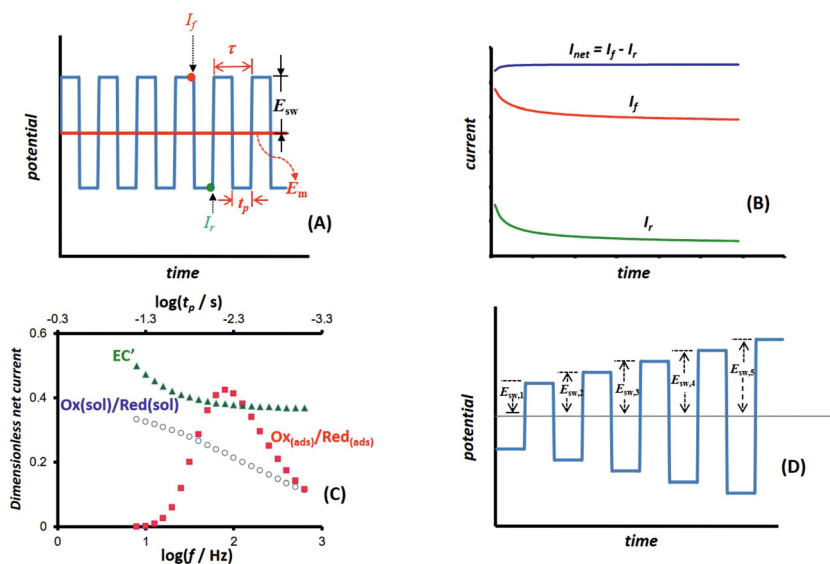 I_f
τ
E_sw
potential
E_m
t_p
I_r
(A)
time
I_net = I_f - I_r
I_f
current
(B)
I_r
time
log(t_p / s)
-0.3 -1.3 -2.3 -3.3
0.6
EC'
0.4
Ox(sol)/Red(sol)
Ox(ads)/Red(ads)
0.2
Dimensionless net current
(C)
0
0 1 2 3
log(f / Hz)
E_sw,1
E_sw,2
E_sw,3
E_sw,4
E_sw,5
potential
(D)
time